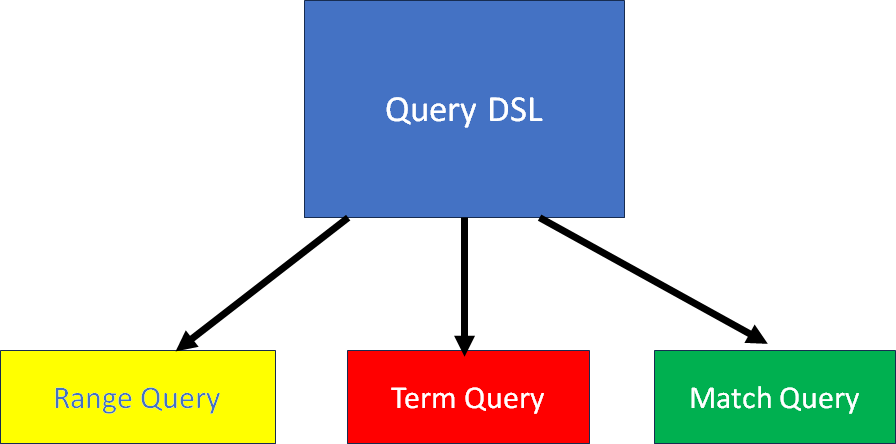 Query DSL
Range Query
Term Query
Match Query